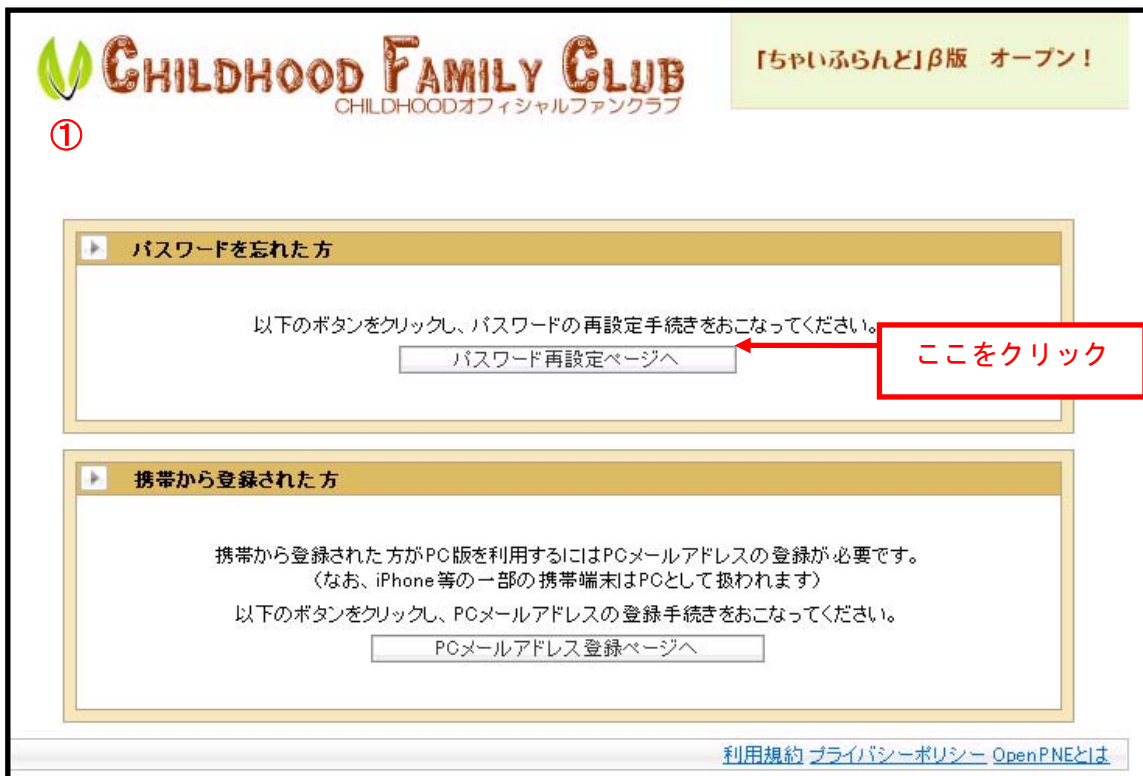 CHILDHOOD FAMILY CLUB
CHILDHOODオフィシャルファンクラブ
「ちゃいふらんど」β版 オープン！
①
パスワードを忘れた方
以下のボタンをクリックし、パスワードの再設定手続きをおこなってください。
パスワード再設定ページへ
ここをクリック
携帯から登録された方
携帯から登録された方がPC版を利用するにはPCメールアドレスの登録が必要です。
（なお、iPhone等の一部の携帯端末はPCとして扱われます）
以下のボタンをクリックし、PCメールアドレスの登録手続きをおこなってください。
PCメールアドレス登録ページへ
利用規約 プライバシーポリシー OpenPNEとは